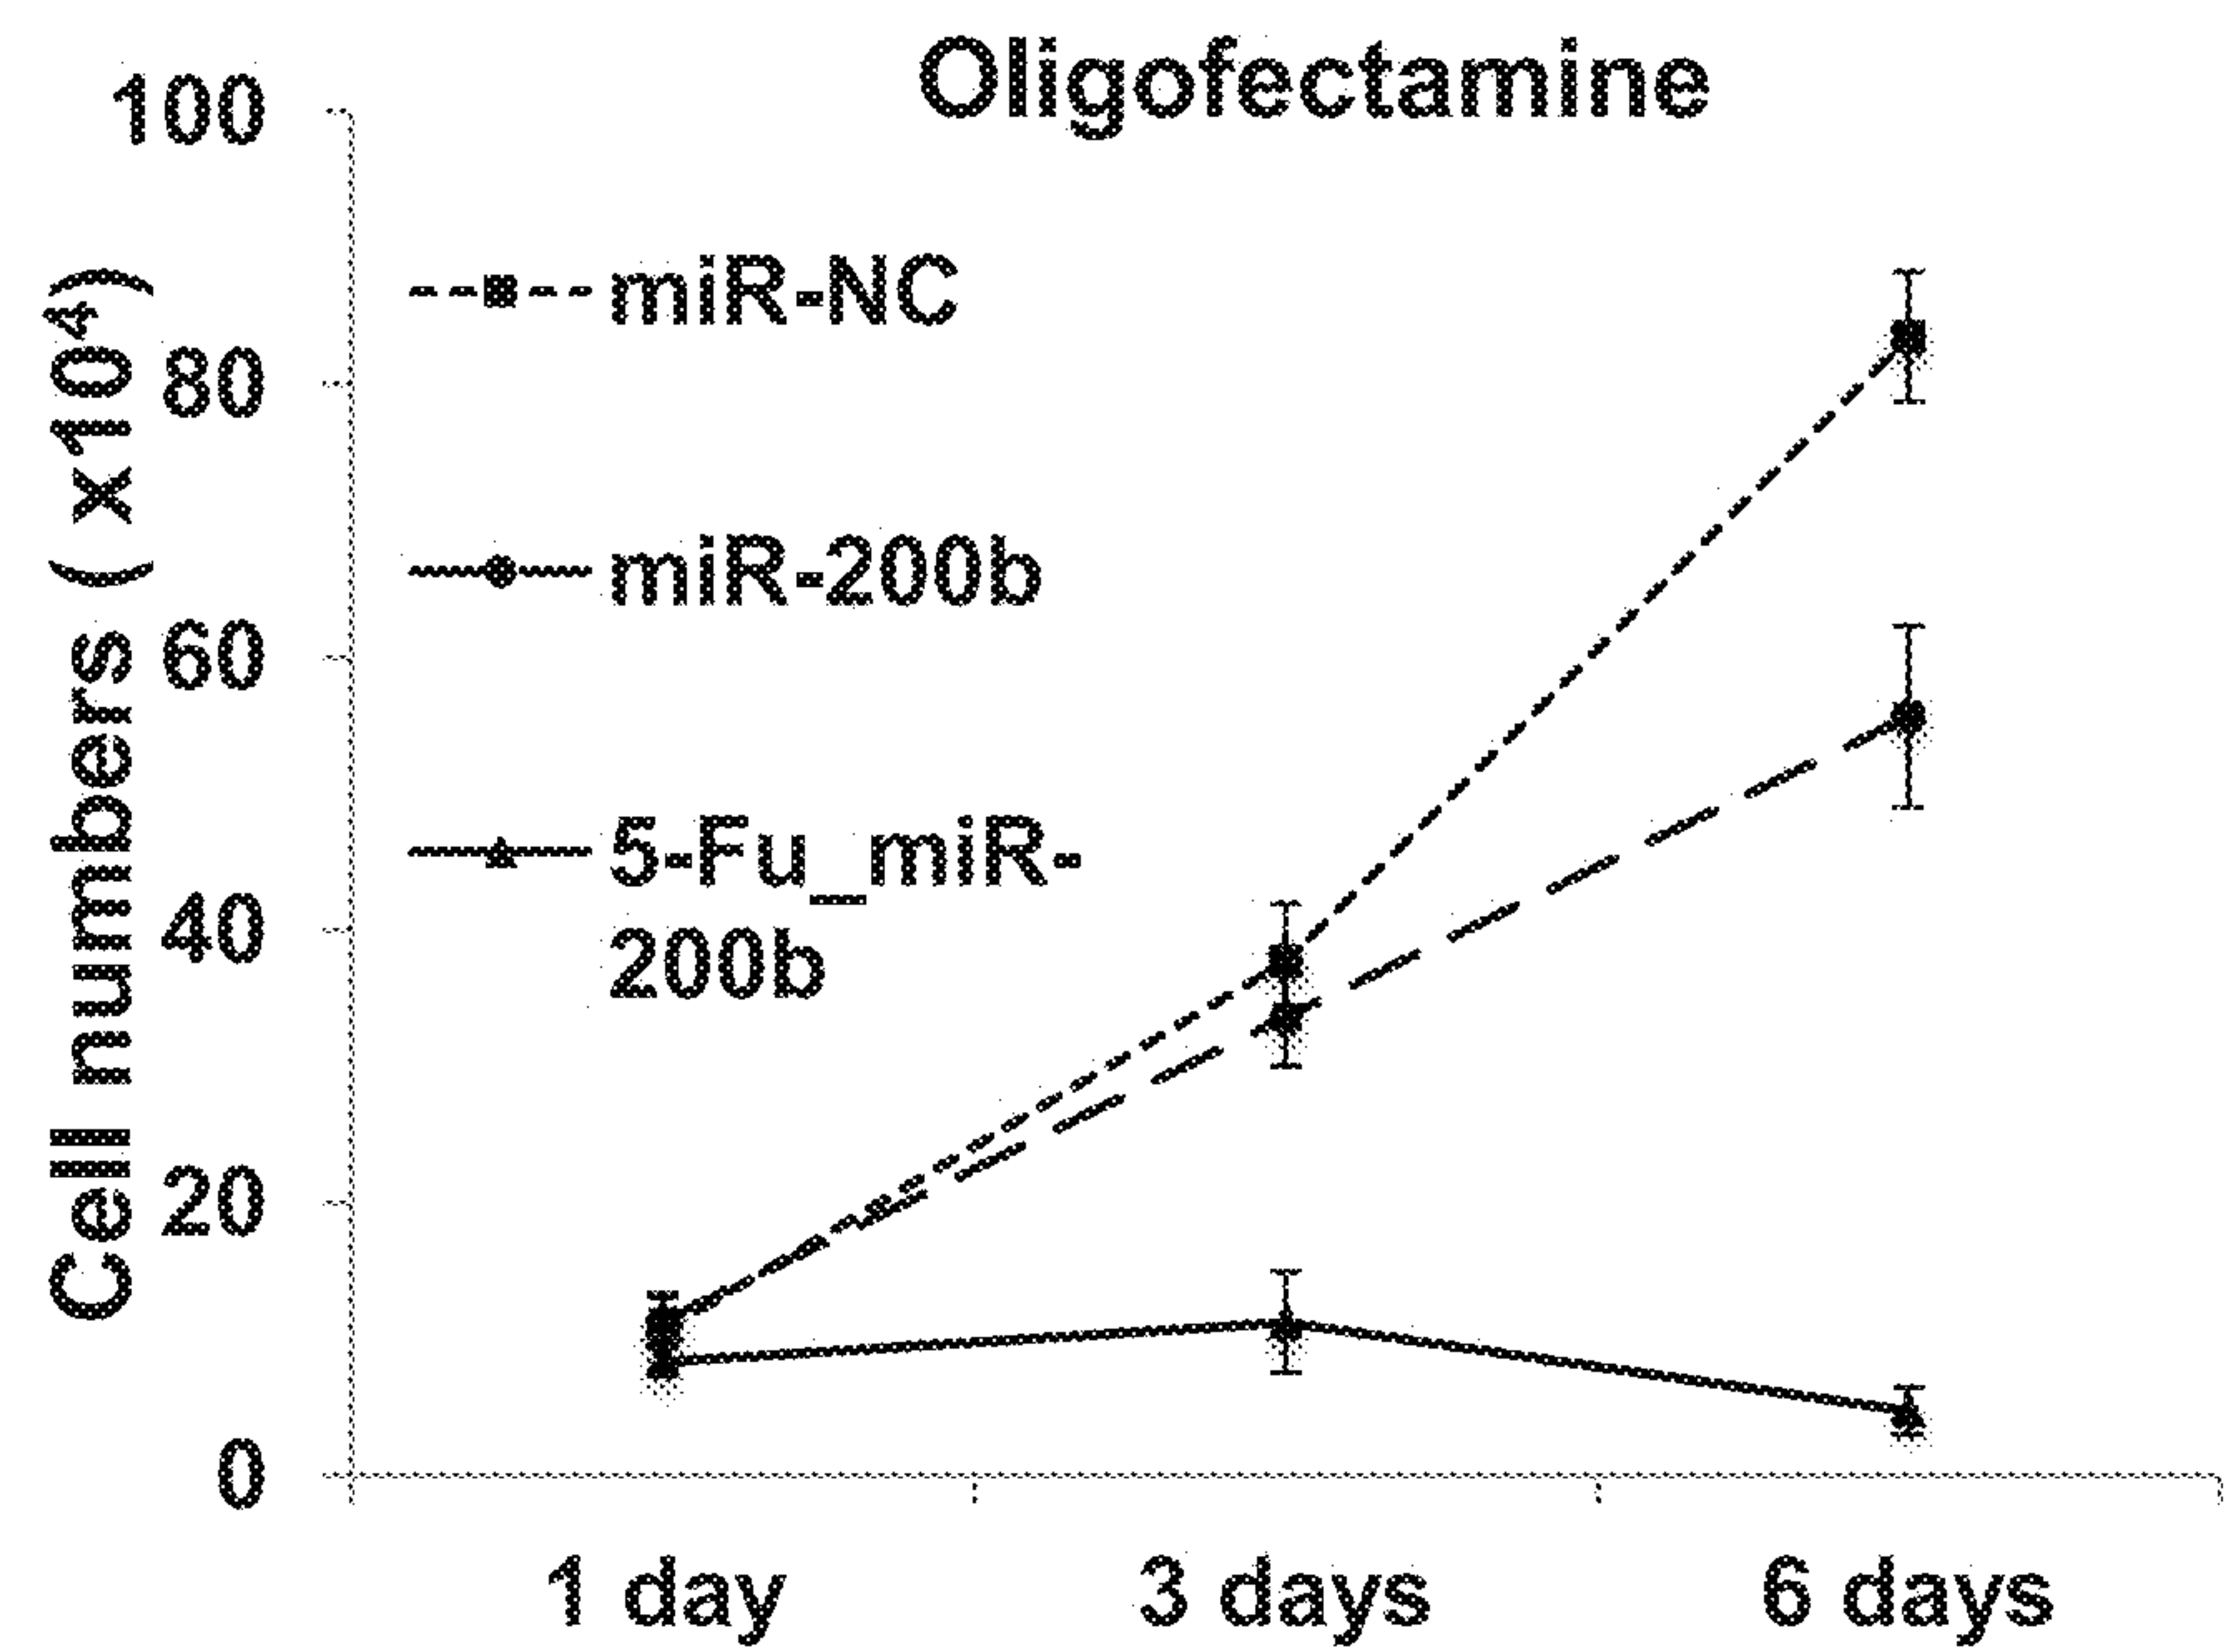 Oligofectamine
Cell numbers ( x10⁴)
100
80
60
40
20
0
miR-NC
miR-200b
5-Fu_miR-
200b
1 day
3 days
6 days